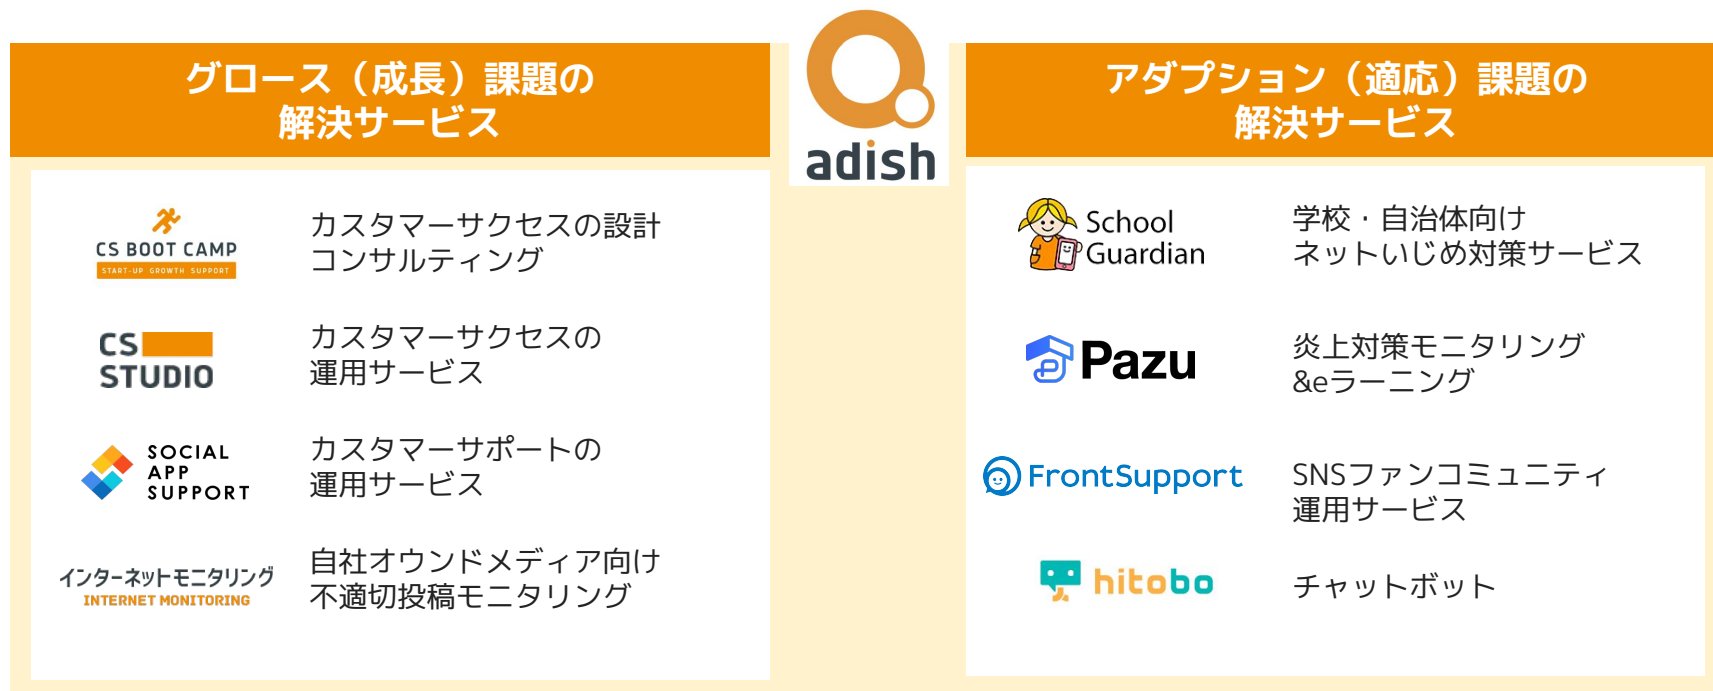 グロース（成長）課題の
解決サービス
adish
アダプション（適応）課題の
解決サービス
CS BOOT CAMP
START-UP GROWTH SUPPORT
カスタマーサクセスの設計
コンサルティング
CS
STUDIO
カスタマーサクセスの
運用サービス
SOCIAL
APP
SUPPORT
カスタマーサポートの
運用サービス
インターネットモニタリング
INTERNET MONITORING
自社オウンドメディア向け
不適切投稿モニタリング
School
Guardian
学校・自治体向け
ネットいじめ対策サービス
Pazu
炎上対策モニタリング
&eラーニング
FrontSupport
SNSファンコミュニティ
運用サービス
hitobo
チャットボット